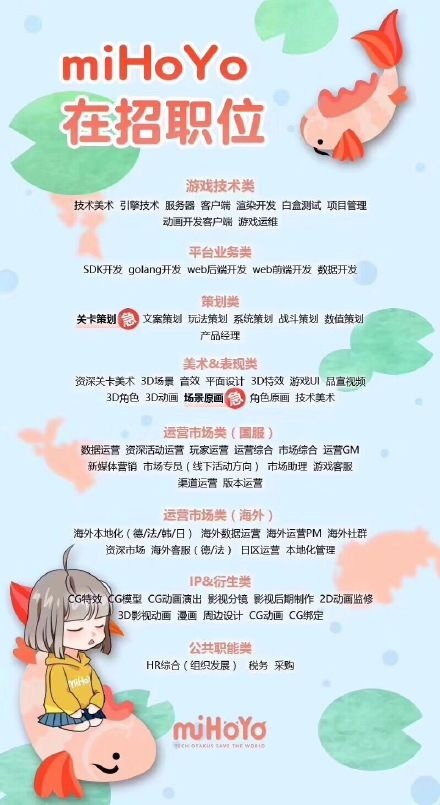 miHoYo
在招职位
游戏技术类
技术美术 引擎技术 服务器 客户端 渲染开发 白盒测试 项目管理
动画开发客户端 游戏运维
平台业务类
SDK开发 golang开发 web后端开发 web前端开发 数据开发
策划类
关卡策划 急 文案策划 玩法策划 系统策划 战斗策划 数值策划
产品经理
美术&表现类
资深关卡美术 3D场景 音效 平面设计 3D特效 游戏UI 品宣视频
3D角色 3D动画 场景原画 急 角色原画 技术美术
运营市场类（国服）
数据运营 资深活动运营 玩家运营 运营综合 市场综合 运营GM
新媒体营销 市场专员（线下活动方向） 市场助理 游戏客服
渠道运营 版本运营
运营市场类（海外）
海外本地化（德/法/韩/日） 海外数据运营 海外运营PM 海外社群
资深市场 海外客服（德/法） 日区运营 本地化管理
IP&衍生类
CG特效 CG模型 CG动画演出 影视分镜 影视后期制作 2D动画监修
3D影视动画 漫画 周边设计 CG动画 CG绑定
公共职能类
HR综合（组织发展） 税务 采购
miHoYo
miHoYo
TECH OTAKUS SAVE THE WORLD